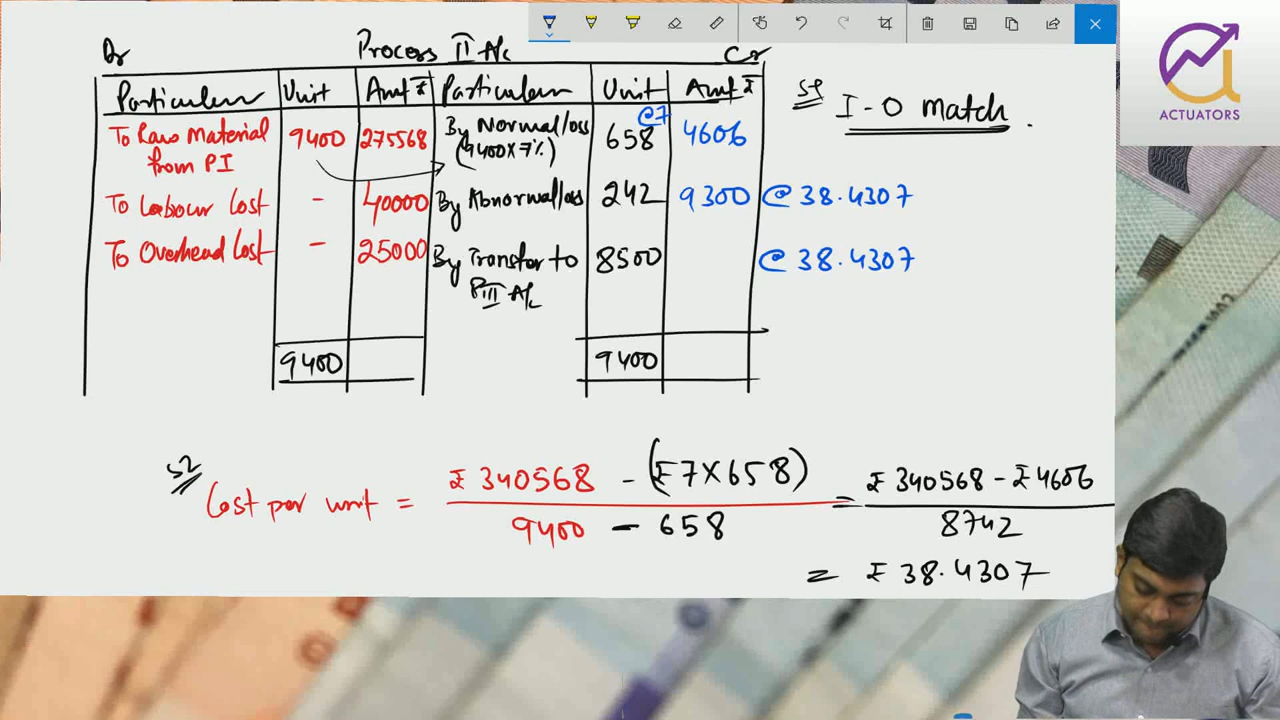 Dr Process II A/c Cr
Particulars Unit Amt ₹ Particulars Unit Amt ₹
To Raw Material from PI 9400 275568 By Normal loss (9400×7%) 658 @7 4606
To Labour Cost - 40000 By Abnormal loss 242 9300 @ 38.4307
To Overhead Cost - 25000 By Transfer to PIII A/c 8500 @ 38.4307
9400 9400
I-O Match.
ACTUATORS
S2
Cost per unit = ₹ 340568 - (₹7×658) = ₹ 340568 - ₹ 4606
9400 - 658 8742
= ₹ 38.4307